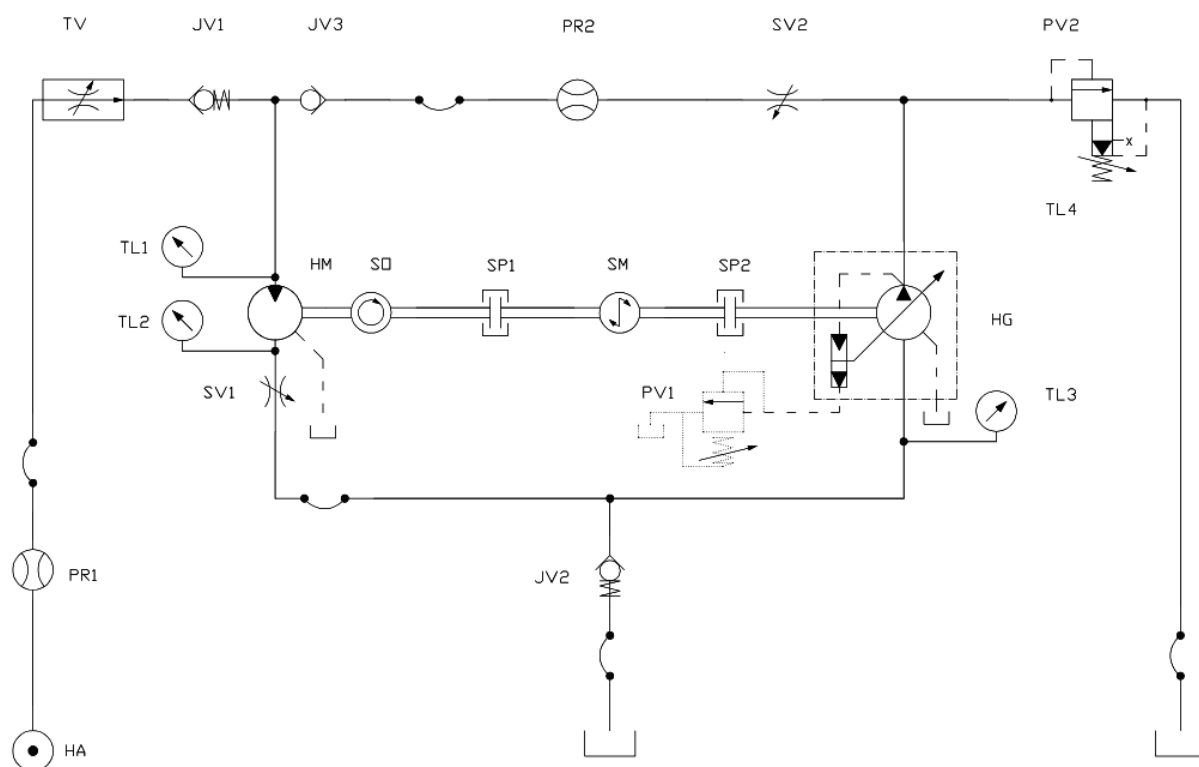 TV JV1 JV3 PR2 SV2 PV2
x
TL4
TL1 HM SO SP1 SM SP2
TL2 HG
SV1 PV1 TL3
PR1 JV2
HA